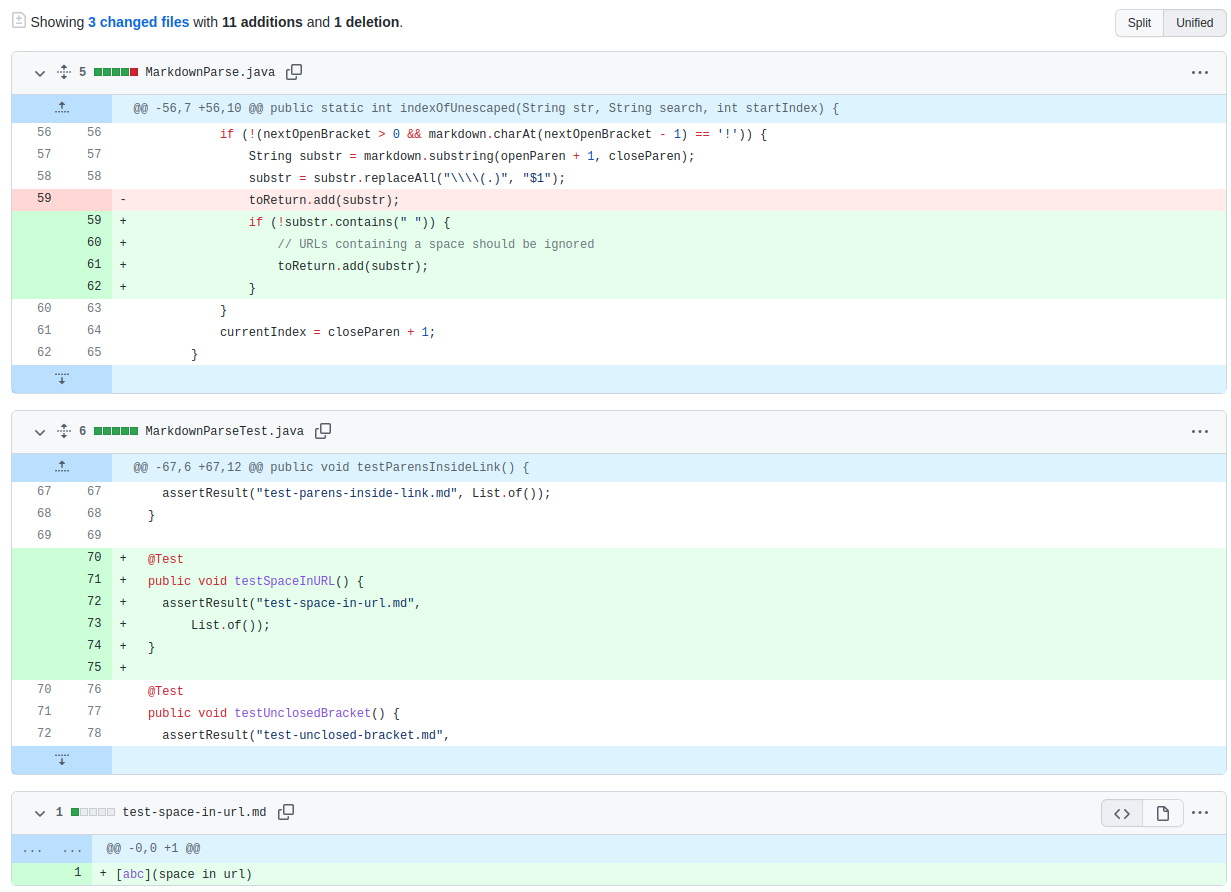 Showing 3 changed files with 11 additions and 1 deletion.
Split Unified
5 MarkdownParse.java
@@ -56,7 +56,10 @@ public static int indexOfUnescaped(String str, String search, int startIndex) {
56 56 if (!(nextOpenBracket > 0 && markdown.charAt(nextOpenBracket - 1) == '!')) {
57 57 String substr = markdown.substring(openParen + 1, closeParen);
58 58 substr = substr.replaceAll("\\\\(.)", "$1");
59 - toReturn.add(substr);
59 + if (!substr.contains(" ")) {
60 + // URLs containing a space should be ignored
61 + toReturn.add(substr);
62 + }
60 63 }
61 64 currentIndex = closeParen + 1;
62 65 }
6 MarkdownParseTest.java
@@ -67,6 +67,12 @@ public void testParensInsideLink() {
67 67 assertResult("test-parens-inside-link.md", List.of());
68 68 }
69 69
70 + @Test
71 + public void testSpaceInURL() {
72 + assertResult("test-space-in-url.md",
73 + List.of());
74 + }
75 +
70 76 @Test
71 77 public void testUnclosedBracket() {
72 78 assertResult("test-unclosed-bracket.md",
1 test-space-in-url.md
... ... @@ -0,0 +1 @@
1 + [abc](space in url)